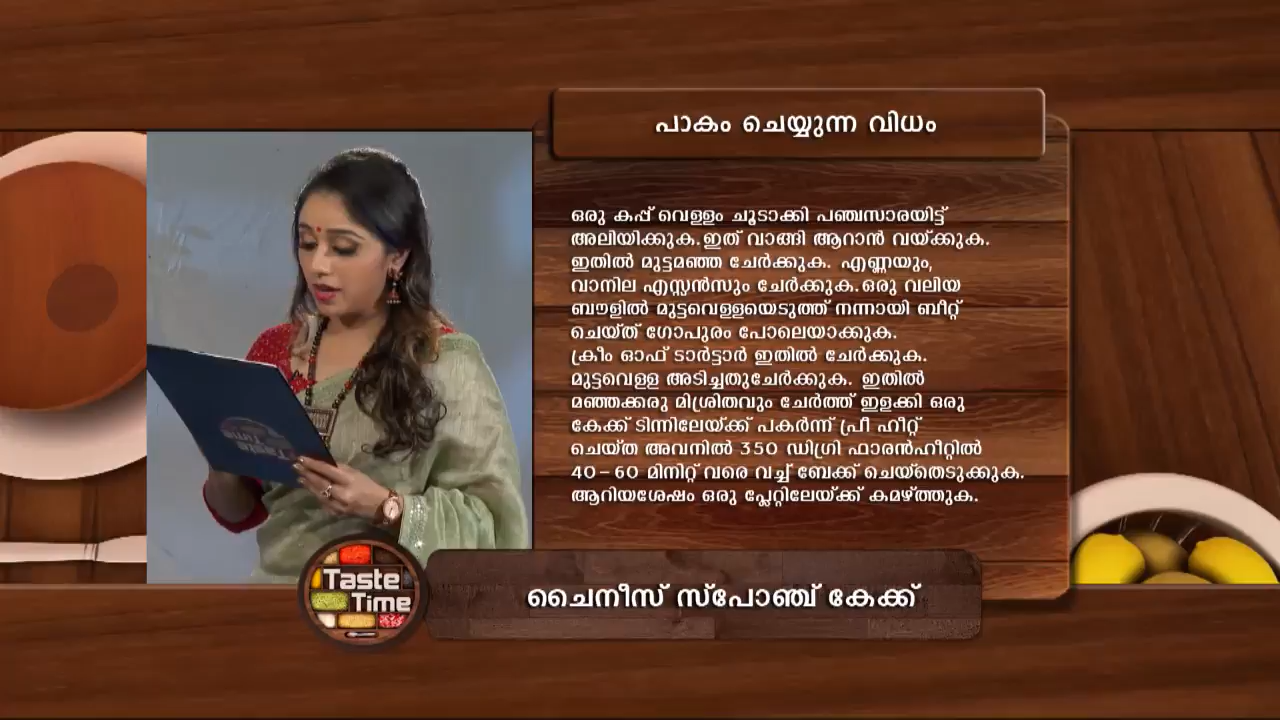 പാകം ചെയ്യുന്ന വിധം
ഒരു കപ്പ് വെള്ളം ചൂടാക്കി പഞ്ചസാരയിട്ട്
അലിയിക്കുക.ഇത് വാങ്ങി ആറാൻ വയ്ക്കുക.
ഇതിൽ മുട്ടമഞ്ഞ ചേർക്കുക. എണ്ണയും,
വാനില എസ്സൻസും ചേർക്കുക.ഒരു വലിയ
ബൗളിൽ മുട്ടവെള്ളയെടുത്ത് നന്നായി ബീറ്റ്
ചെയ്ത് ഗോപുരം പോലെയാക്കുക.
ക്രീം ഓഫ് ടാർട്ടാർ ഇതിൽ ചേർക്കുക.
മുട്ടവെള്ള അടിച്ചതുചേർക്കുക. ഇതിൽ
മഞ്ഞക്കരു മിശ്രിതവും ചേർത്ത് ഇളക്കി ഒരു
കേക്ക് ടിന്നിലേയ്ക്ക് പകർന്ന് പ്രീ ഹീറ്റ്
ചെയ്ത അവനിൽ 350 ഡിഗ്രി ഫാരൻഹീറ്റിൽ
40-60 മിനിറ്റ് വരെ വച്ച് ബേക്ക് ചെയ്തെടുക്കുക.
ആറിയശേഷം ഒരു പ്ലേറ്റിലേയ്ക്ക് കമഴ്ത്തുക.
Taste
Time
ചൈനീസ് സ്പോഞ്ച് കേക്ക്